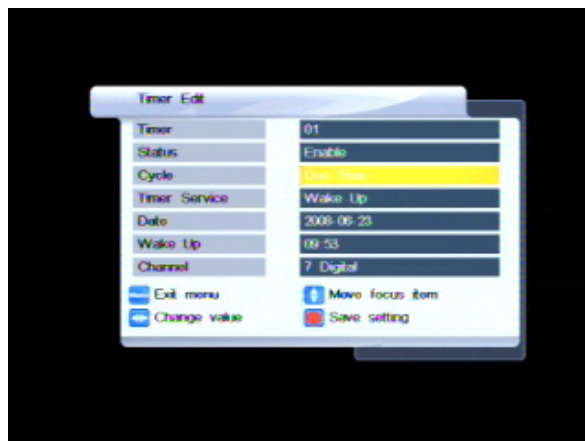 Timer Edit
Timer 01
Status Enable
Cycle One Time
Timer Service Wake Up
Date 2008-06-23
Wake Up 09:53
Channel 7 Digital
Exit menu Move focus item
Change value Save setting